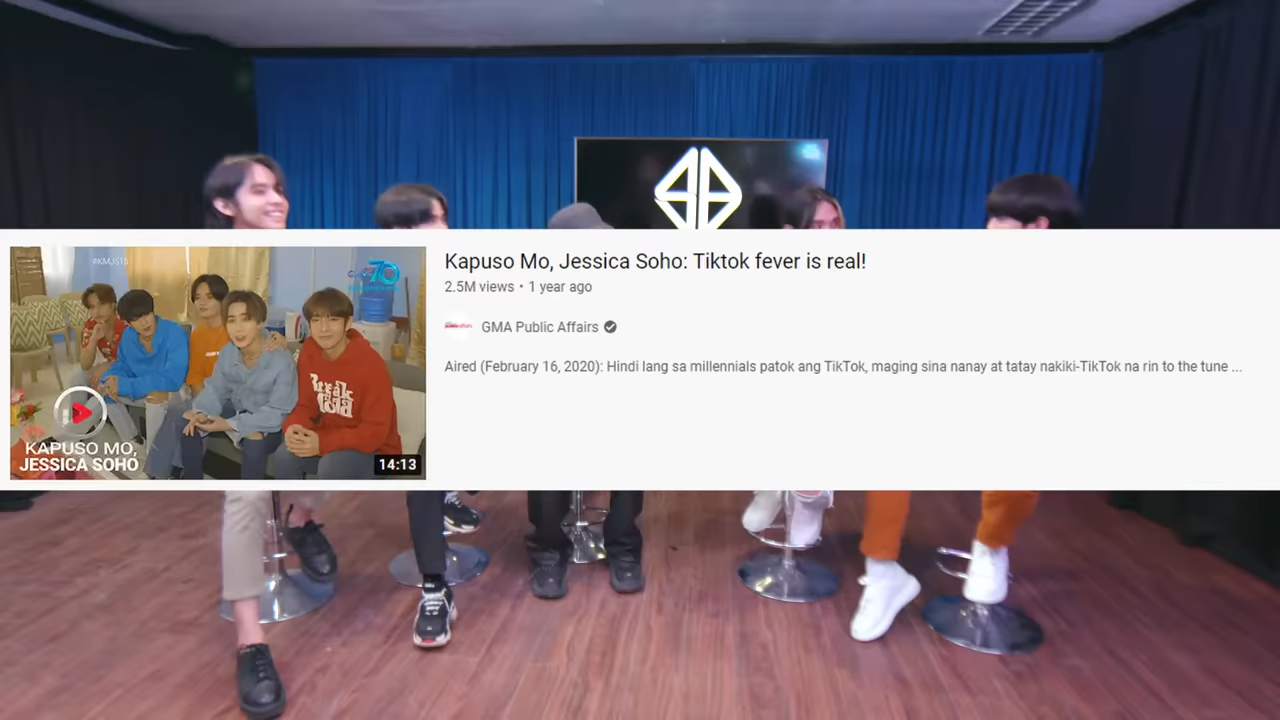 #KMJS15
70
KAPUSO MO,
JESSICA SOHO
14:13
Kapuso Mo, Jessica Soho: Tiktok fever is real!
2.5M views • 1 year ago
GMA Public Affairs
Aired (February 16, 2020): Hindi lang sa millennials patok ang TikTok, maging sina nanay at tatay nakiki-TikTok na rin to the tune ...